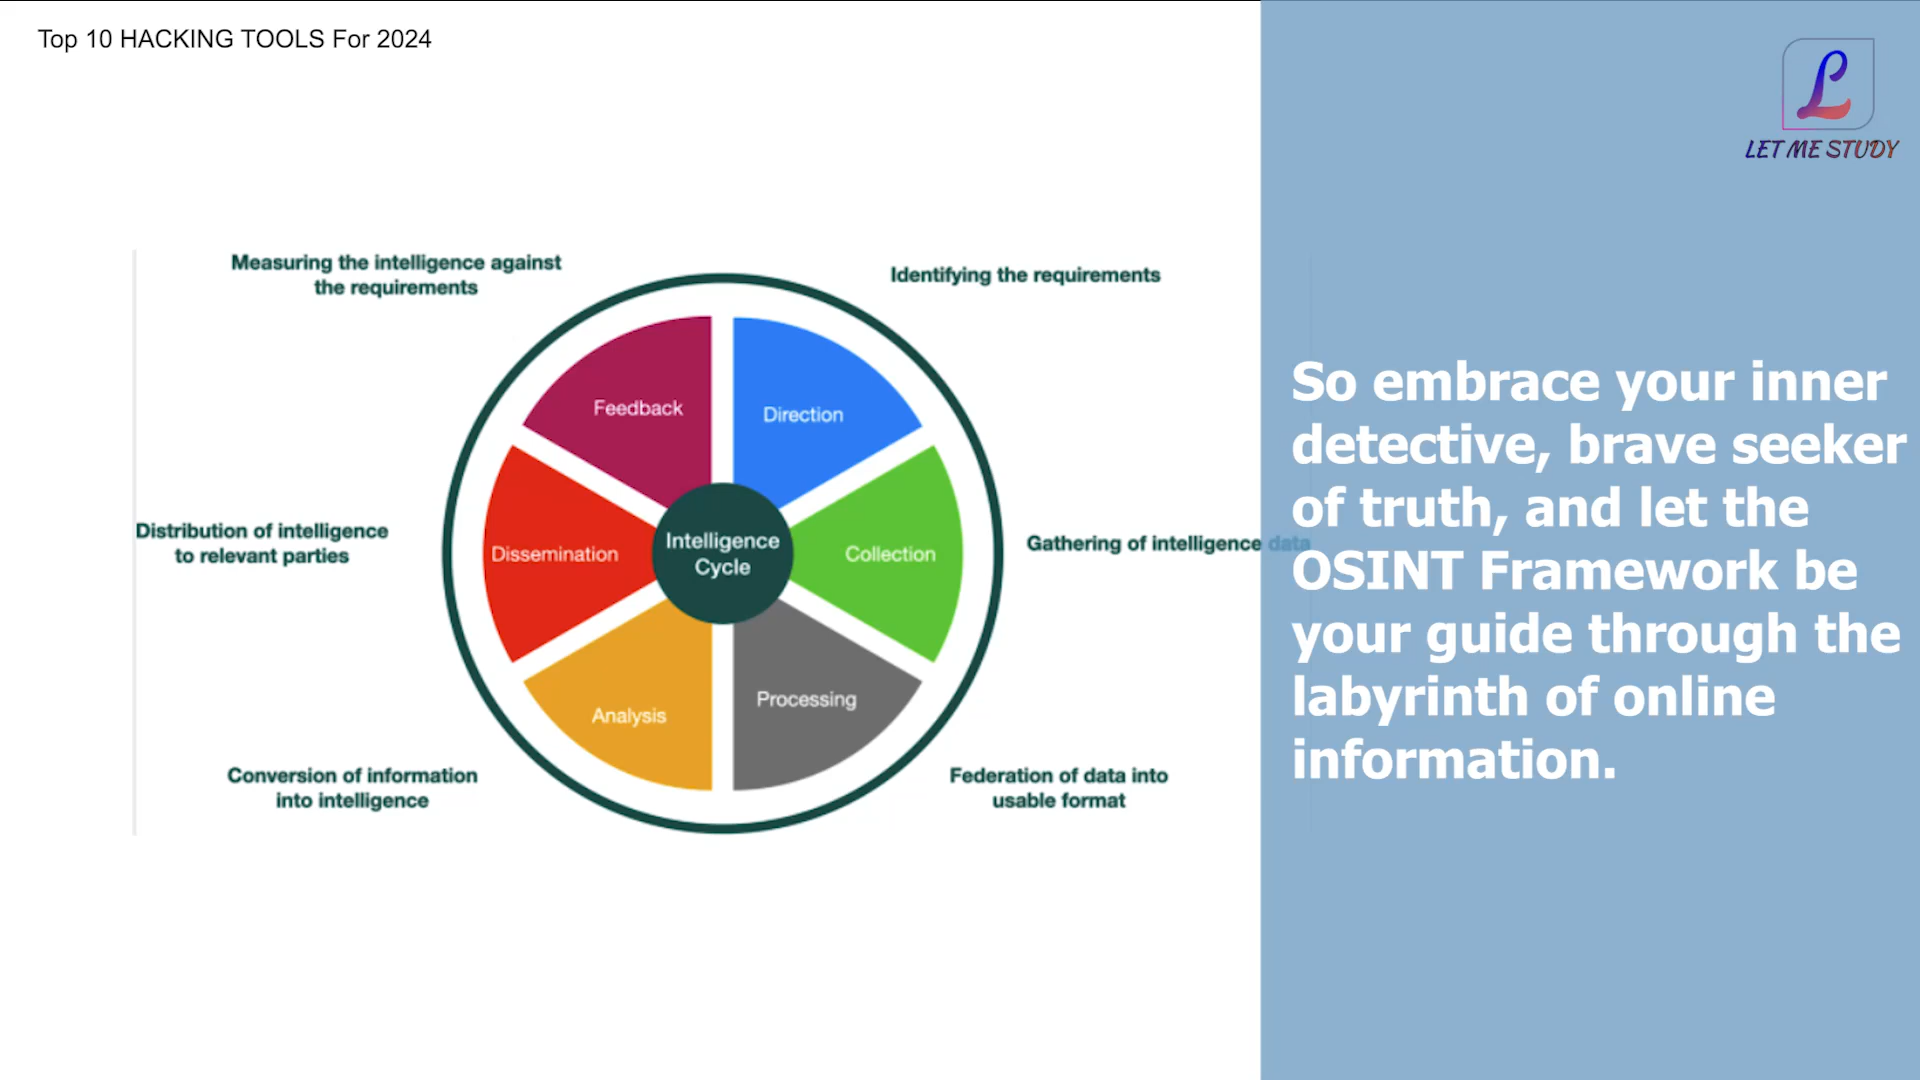 Top 10 HACKING TOOLS For 2024
L
LET ME STUDY
Measuring the intelligence against
the requirements
Identifying the requirements
Feedback
Direction
Distribution of intelligence
to relevant parties
Dissemination
Intelligence
Cycle
Collection
Gathering of intelligence data
Analysis
Processing
Conversion of information
into intelligence
Federation of data into
usable format
So embrace your inner
detective, brave seeker
of truth, and let the
OSINT Framework be
your guide through the
labyrinth of online
information.